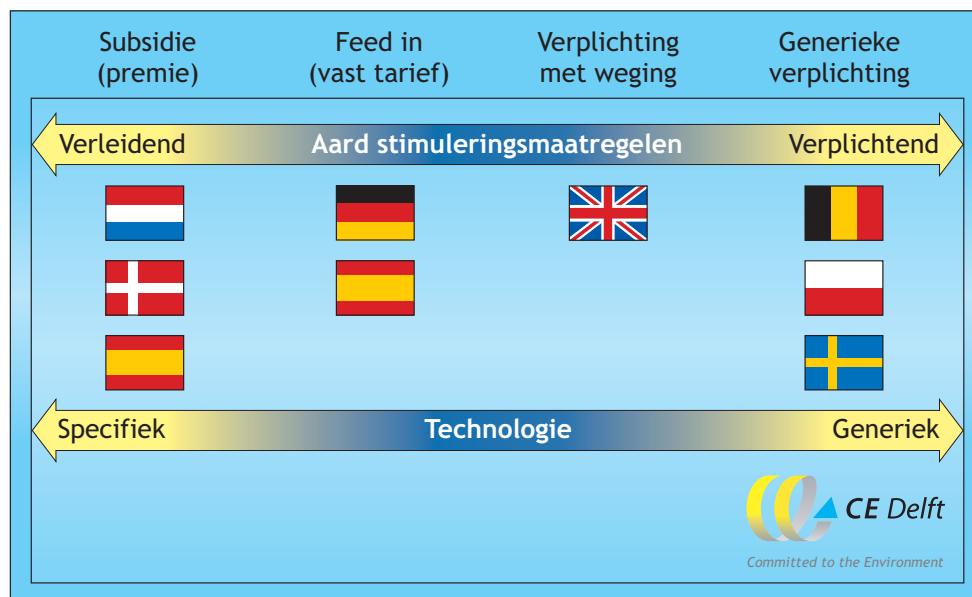 Subsidie
(premie)
Feed in
(vast tarief)
Verplichting
met weging
Generieke
verplichting
Verleidend
Aard stimuleringsmaatregelen
Verplichtend
Specifiek
Technologie
Generiek
CE Delft
Committed to the Environment